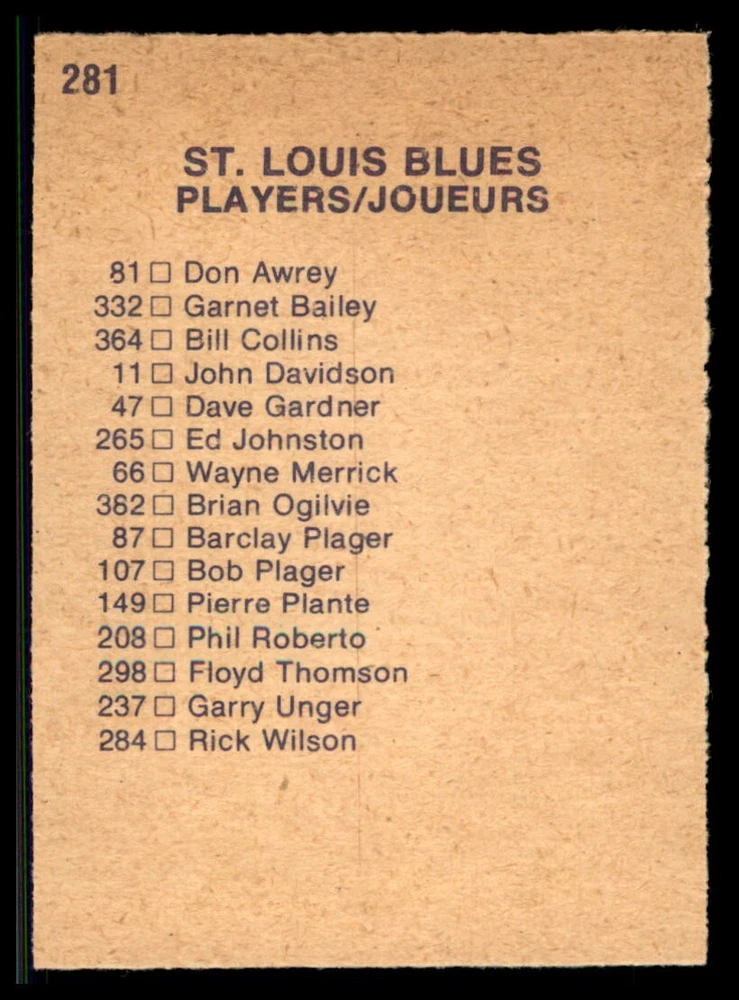 281
ST. LOUIS BLUES
PLAYERS/JOUEURS
81 □ Don Awrey
332 □ Garnet Bailey
364 □ Bill Collins
11 □ John Davidson
47 □ Dave Gardner
265 □ Ed Johnston
66 □ Wayne Merrick
382 □ Brian Ogilvie
87 □ Barclay Plager
107 □ Bob Plager
149 □ Pierre Plante
208 □ Phil Roberto
298 □ Floyd Thomson
237 □ Garry Unger
284 □ Rick Wilson